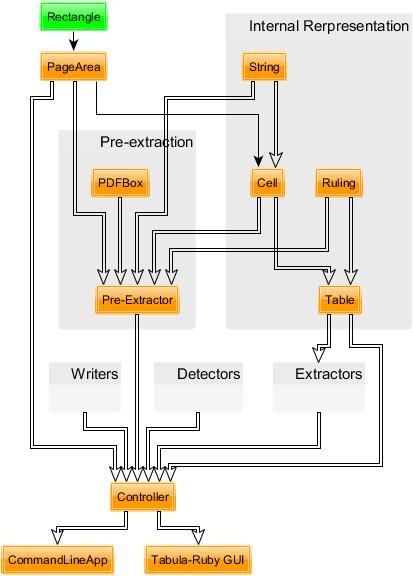 Rectangle
Internal Rerpresentation
PageArea
String
Pre-extraction
PDFBox
Cell
Ruling
Pre-Extractor
Table
Writers
Detectors
Extractors
Controller
CommandLineApp
Tabula-Ruby GUI